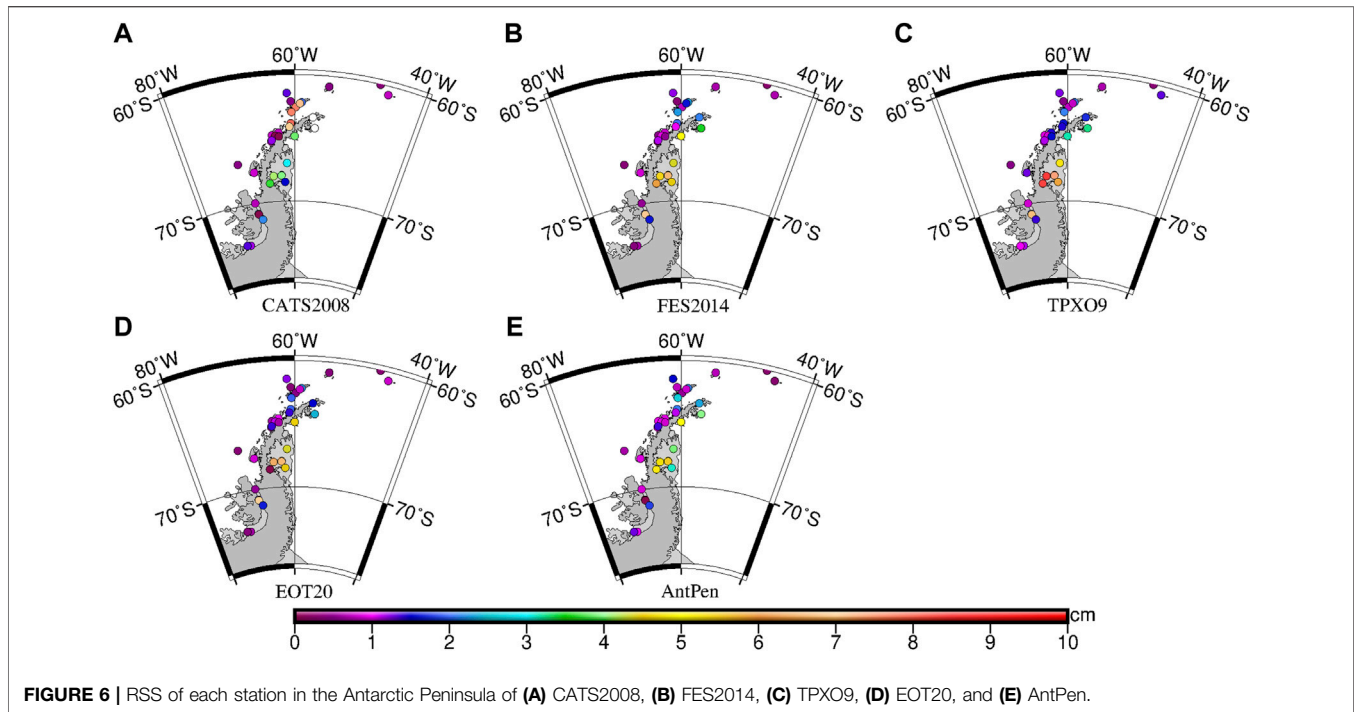 A
B
C
60°W
60°W
60°W
80°W
40°W
80°W
40°W
80°W
40°W
60°S
60°S
60°S
60°S
60°S
60°S
70°S
70°S
70°S
70°S
70°S
70°S
CATS2008
FES2014
TPXO9
D
E
60°W
60°W
80°W
40°W
80°W
40°W
60°S
60°S
60°S
60°S
70°S
70°S
70°S
70°S
EOT20
AntPen
cm
0 1 2 3 4 5 6 7 8 9 10
FIGURE 6 | RSS of each station in the Antarctic Peninsula of (A) CATS2008, (B) FES2014, (C) TPXO9, (D) EOT20, and (E) AntPen.